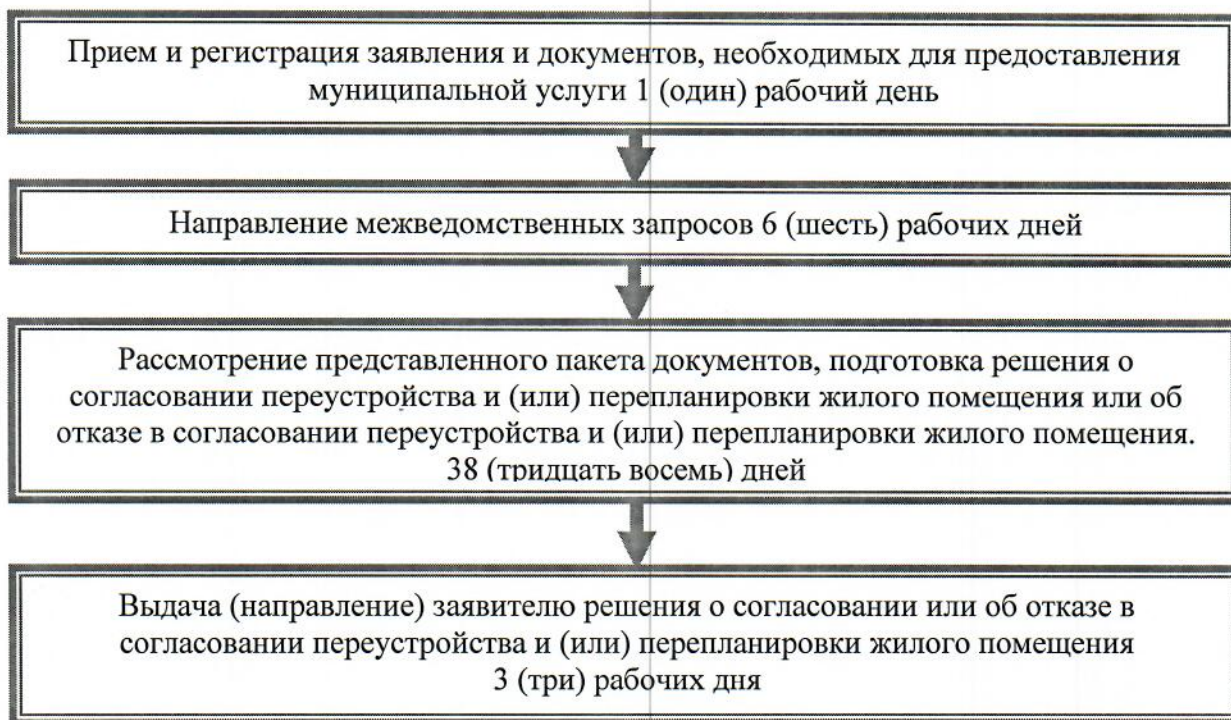 Прием и регистрация заявления и документов, необходимых для предоставления
муниципальной услуги 1 (один) рабочий день
Направление межведомственных запросов 6 (шесть) рабочих дней
Рассмотрение представленного пакета документов, подготовка решения о
согласовании переустройства и (или) перепланировки жилого помещения или об
отказе в согласовании переустройства и (или) перепланировки жилого помещения.
38 (тридцать восемь) дней
Выдача (направление) заявителю решения о согласовании или об отказе в
согласовании переустройства и (или) перепланировки жилого помещения
3 (три) рабочих дня